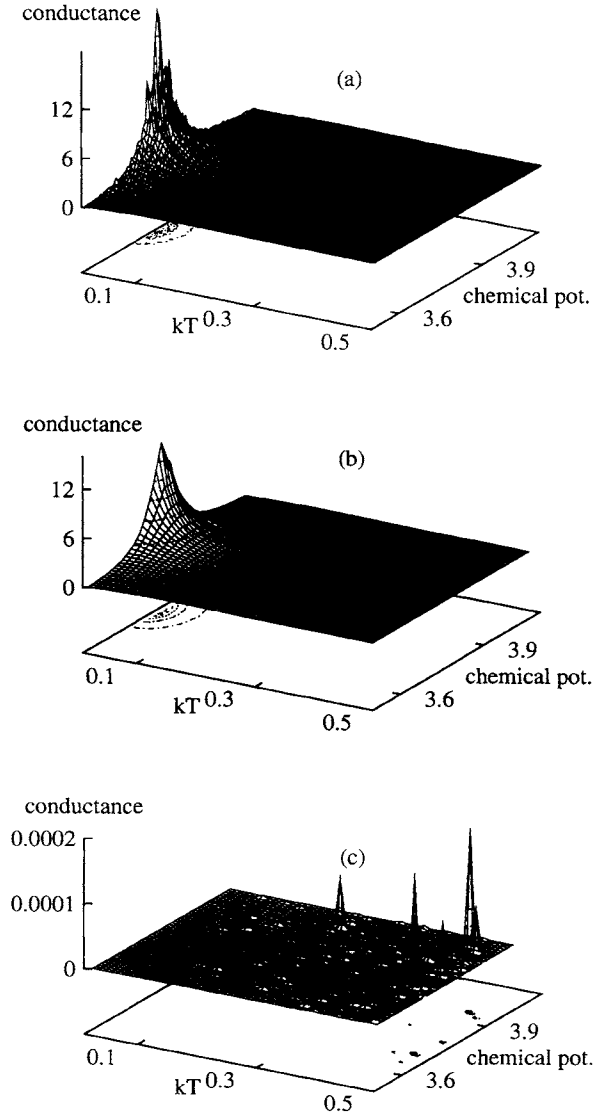 conductance
(a)
12
6
0
0.1
kT 0.3
0.5
3.6
3.9
chemical pot.
conductance
(b)
12
6
0
0.1
kT 0.3
0.5
3.6
3.9
chemical pot.
conductance
0.0002
(c)
0.0001
0
0.1
kT 0.3
0.5
3.6
3.9
chemical pot.